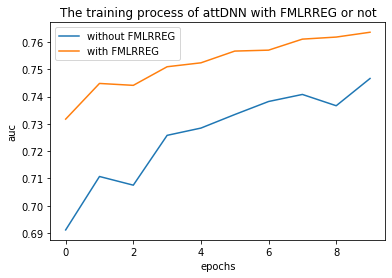 The training process of attDNN with FMLRREG or not
without FMLRREG
with FMLRREG
0.76
0.75
0.74
0.73
0.72
0.71
0.70
0.69
auc
0 2 4 6 8
epochs